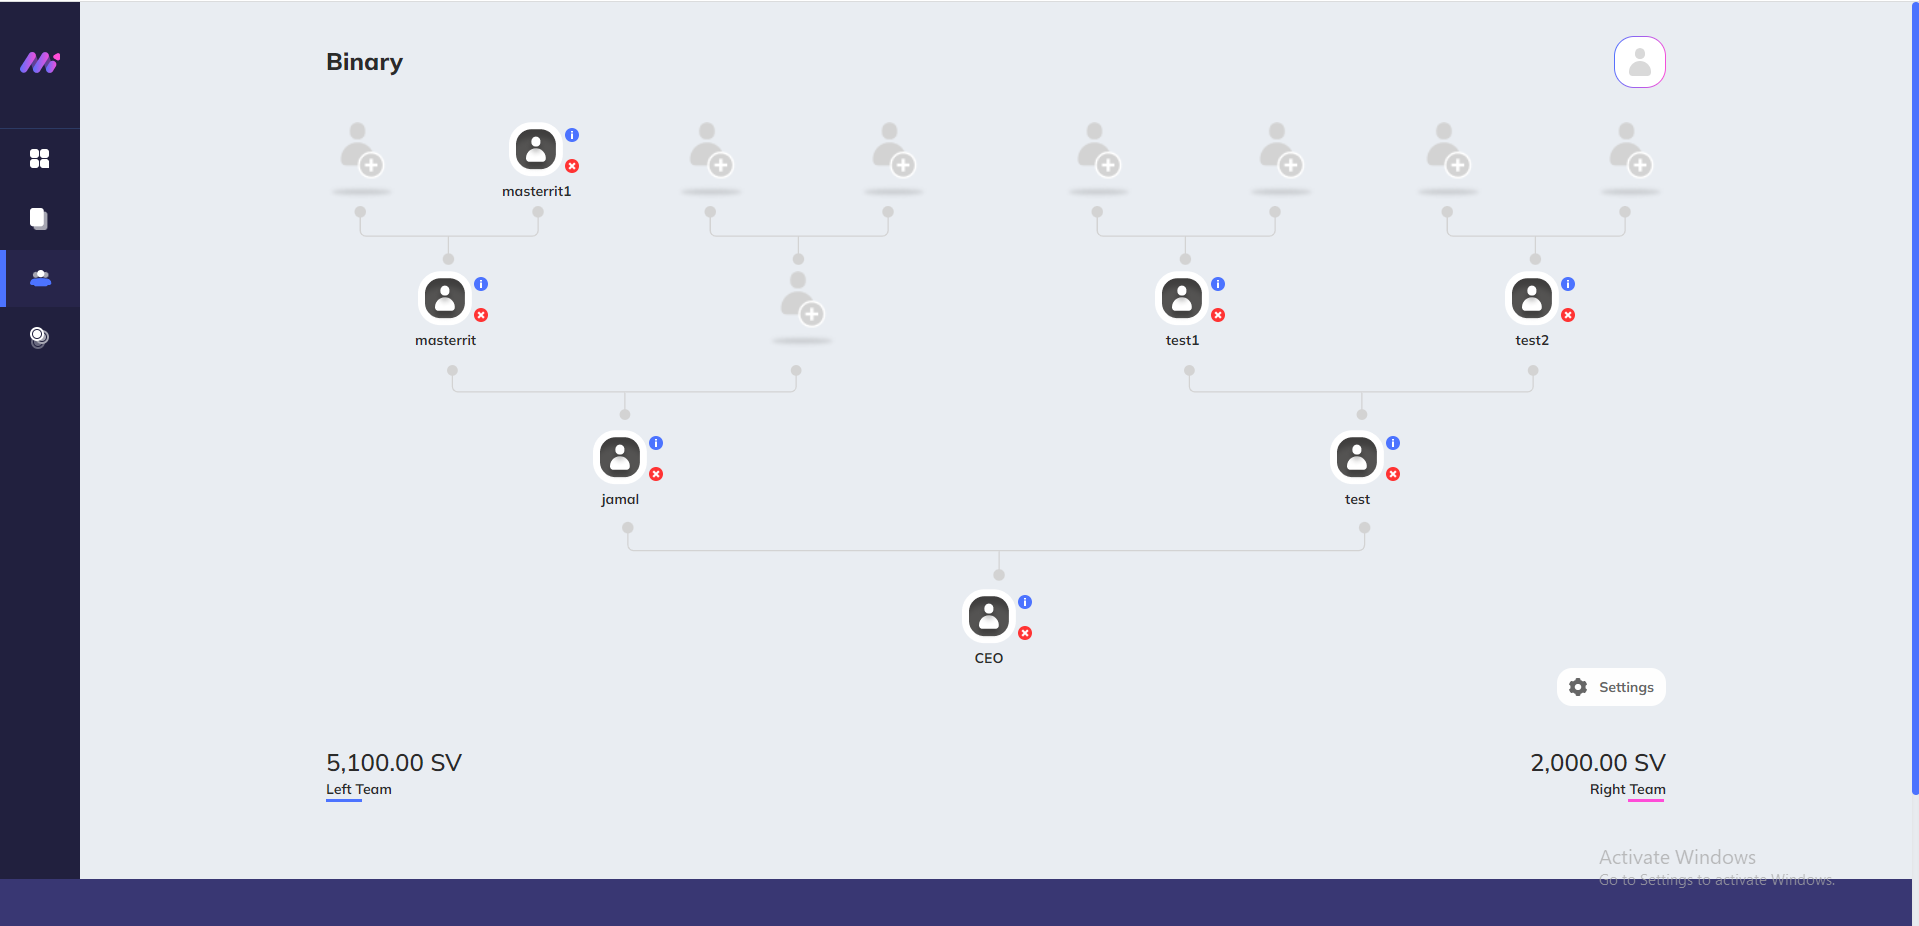 Binary
masterrit1
masterrit
test1
test2
jamal
test
CEO
Settings
5,100.00 SV
2,000.00 SV
Left Team
Right Team
Activate Windows
Go to Settings to activate Windows.